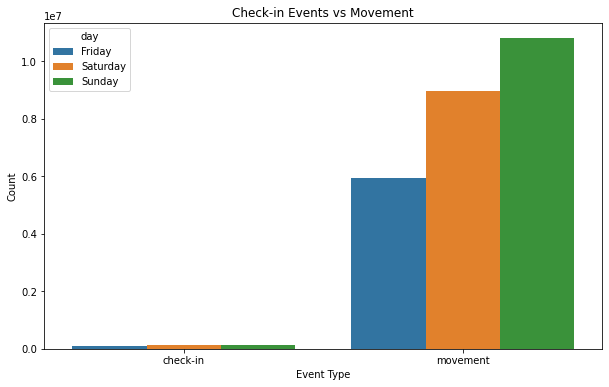 Check-in Events vs Movement
1e7
day
Friday
Saturday
Sunday
1.0
0.8
0.6
0.4
0.2
0.0
Count
check-in movement
Event Type